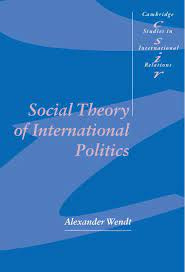 Cambridge
Studies in
International
Relations
Social Theory
of International
Politics
Alexander Wendt